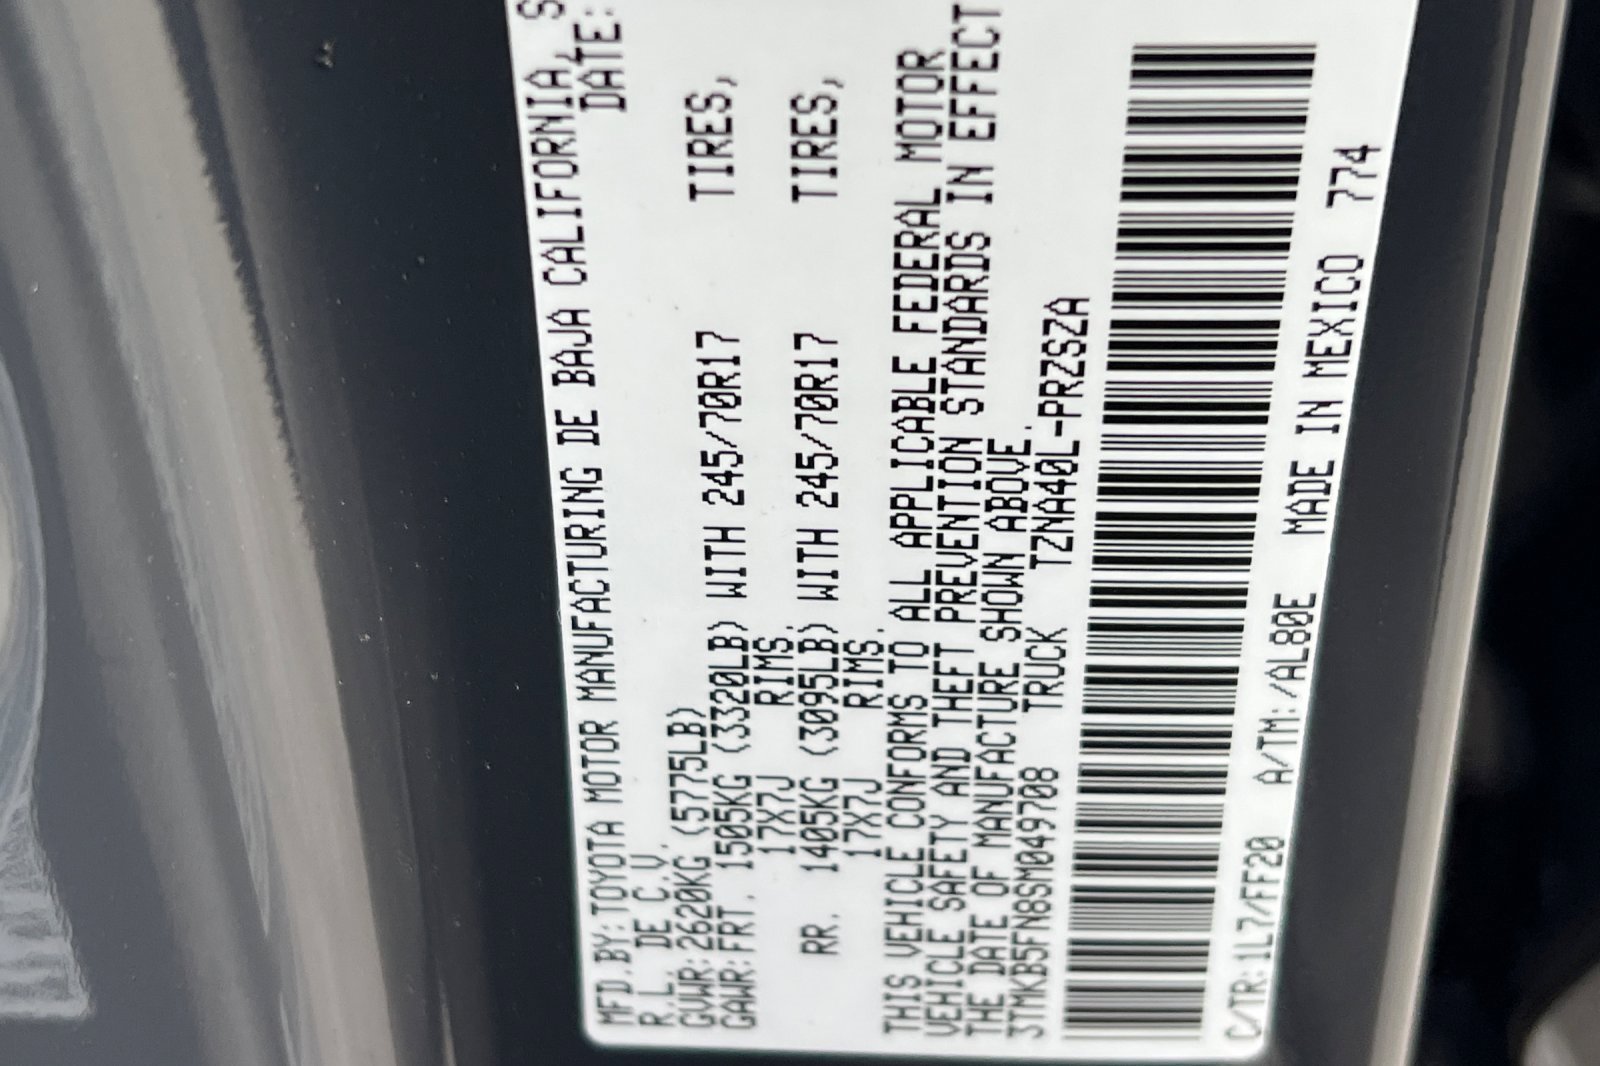 MFD.BY:TOYOTA MOTOR MANUFACTURING DE BAJA CALIFORNIA, S
R.L. DE C.V. DATE:
GVWR:2620KG (5775LB)
GAWR:FRT. 1505KG (3320LB) WITH 245/70R17 TIRES,
17X7J RIMS.
RR. 1405KG (3095LB) WITH 245/70R17 TIRES,
17X7J RIMS.
THIS VEHICLE CONFORMS TO ALL APPLICABLE FEDERAL MOTOR
VEHICLE SAFETY AND THEFT PREVENTION STANDARDS IN EFFECT
THE DATE OF MANUFACTURE SHOWN ABOVE.
3TMKB5FN8SM049708 TRUCK TZNA40L-PRZSZA
C/TR:1L7/FF20 A/TM:/AL80E MADE IN MEXICO 774